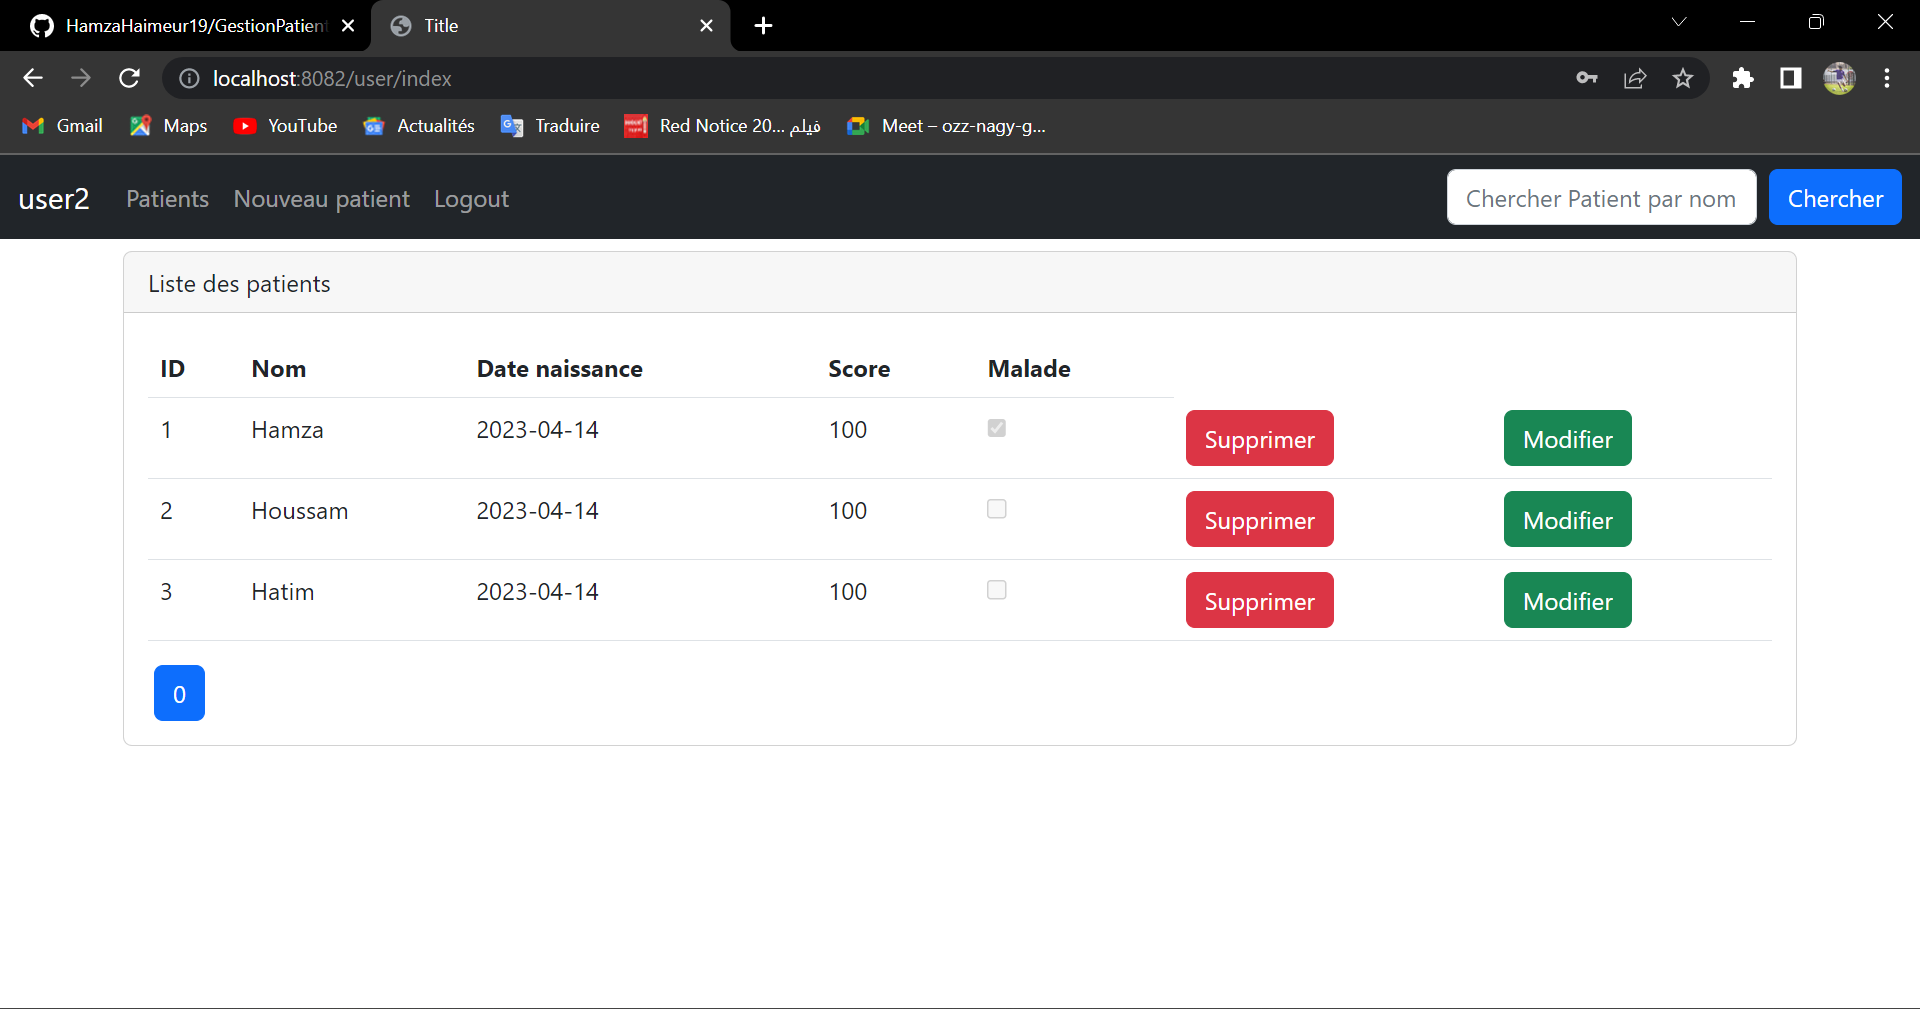 HamzaHaimeur19/GestionPatien
Title
localhost:8082/user/index
Gmail Maps YouTube Actualités Traduire Red Notice 20... فيلم Meet – ozz-nagy-g...
user2 Patients Nouveau patient Logout Chercher Patient par nom Chercher
Liste des patients
ID Nom Date naissance Score Malade
1 Hamza 2023-04-14 100 Supprimer Modifier
2 Houssam 2023-04-14 100 Supprimer Modifier
3 Hatim 2023-04-14 100 Supprimer Modifier
0